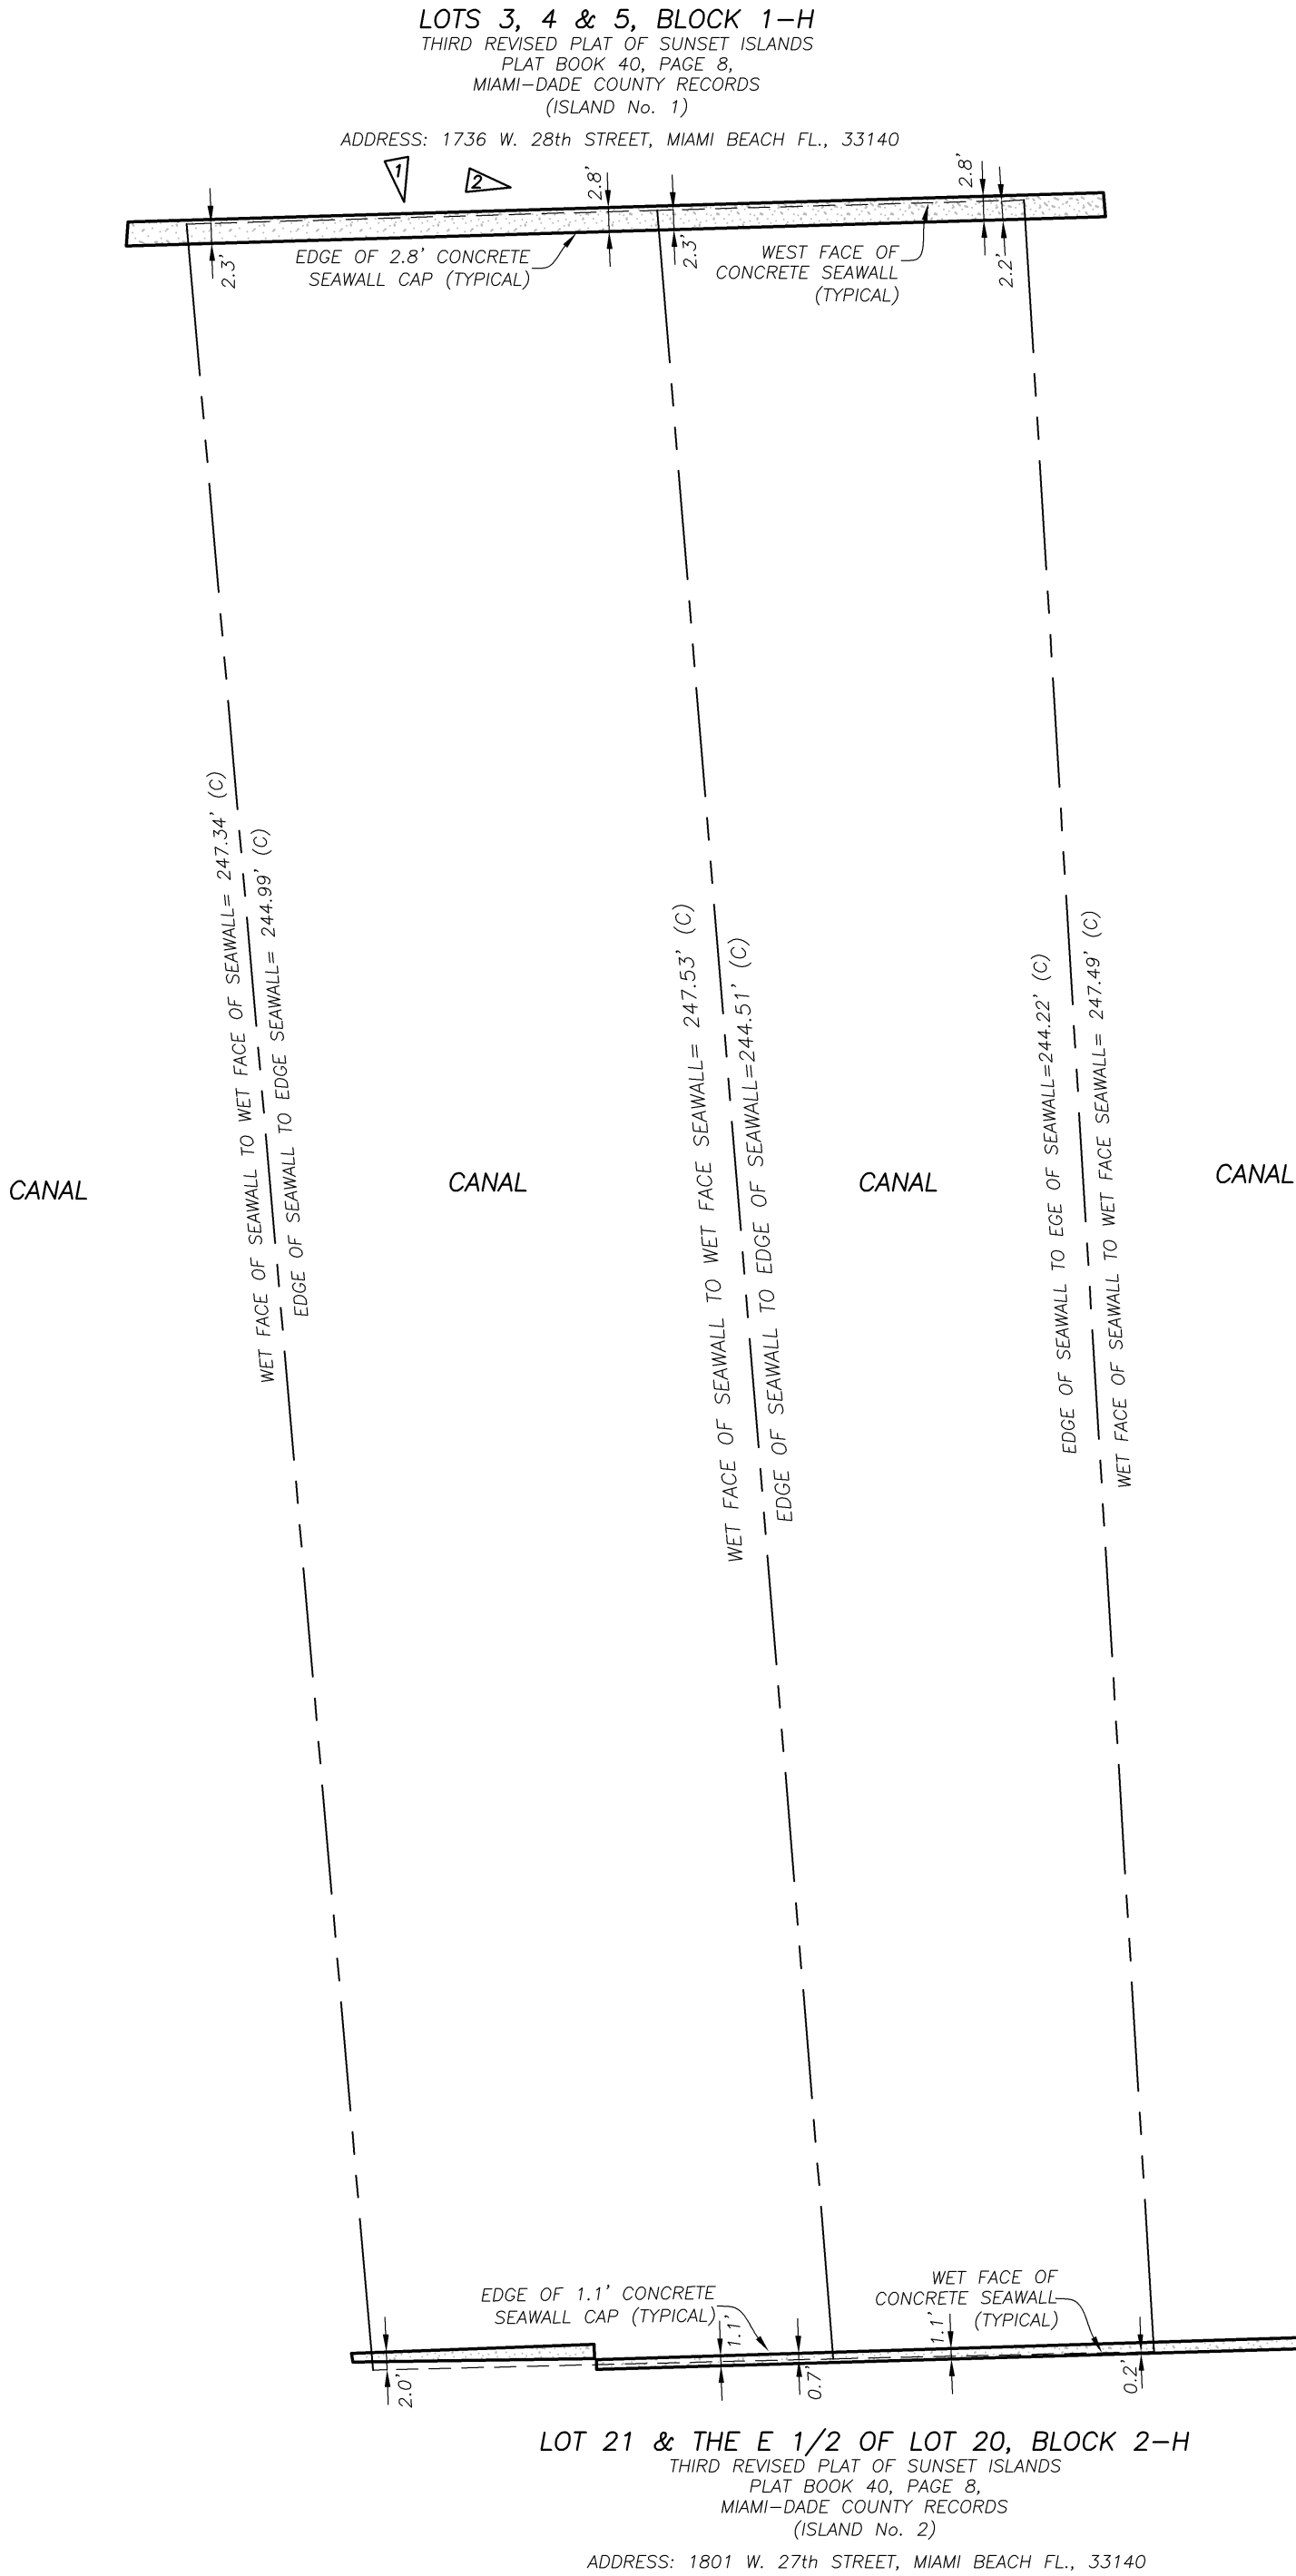 LOTS 3, 4 & 5, BLOCK 1-H
THIRD REVISED PLAT OF SUNSET ISLANDS
PLAT BOOK 40, PAGE 8,
MIAMI-DADE COUNTY RECORDS
(ISLAND No. 1)
ADDRESS: 1736 W. 28th STREET, MIAMI BEACH FL., 33140
1
2
2.8'
2.8'
2.3'
EDGE OF 2.8' CONCRETE
SEAWALL CAP (TYPICAL)
2.3'
WEST FACE OF
CONCRETE SEAWALL
(TYPICAL)
2.2'
WET FACE OF SEAWALL TO WET FACE OF SEAWALL= 247.34' (C)
EDGE OF SEAWALL TO EDGE SEAWALL= 244.99' (C)
WET FACE OF SEAWALL TO WET FACE SEAWALL= 247.53' (C)
EDGE OF SEAWALL TO EDGE OF SEAWALL=244.51' (C)
EDGE OF SEAWALL TO EGE OF SEAWALL=244.22' (C)
WET FACE OF SEAWALL TO WET FACE SEAWALL= 247.49' (C)
CANAL
CANAL
CANAL
CANAL
EDGE OF 1.1' CONCRETE
SEAWALL CAP (TYPICAL)
1.1'
WET FACE OF
CONCRETE SEAWALL
(TYPICAL)
1.1'
2.0'
0.7'
0.2'
LOT 21 & THE E 1/2 OF LOT 20, BLOCK 2-H
THIRD REVISED PLAT OF SUNSET ISLANDS
PLAT BOOK 40, PAGE 8,
MIAMI-DADE COUNTY RECORDS
(ISLAND No. 2)
ADDRESS: 1801 W. 27th STREET, MIAMI BEACH FL., 33140